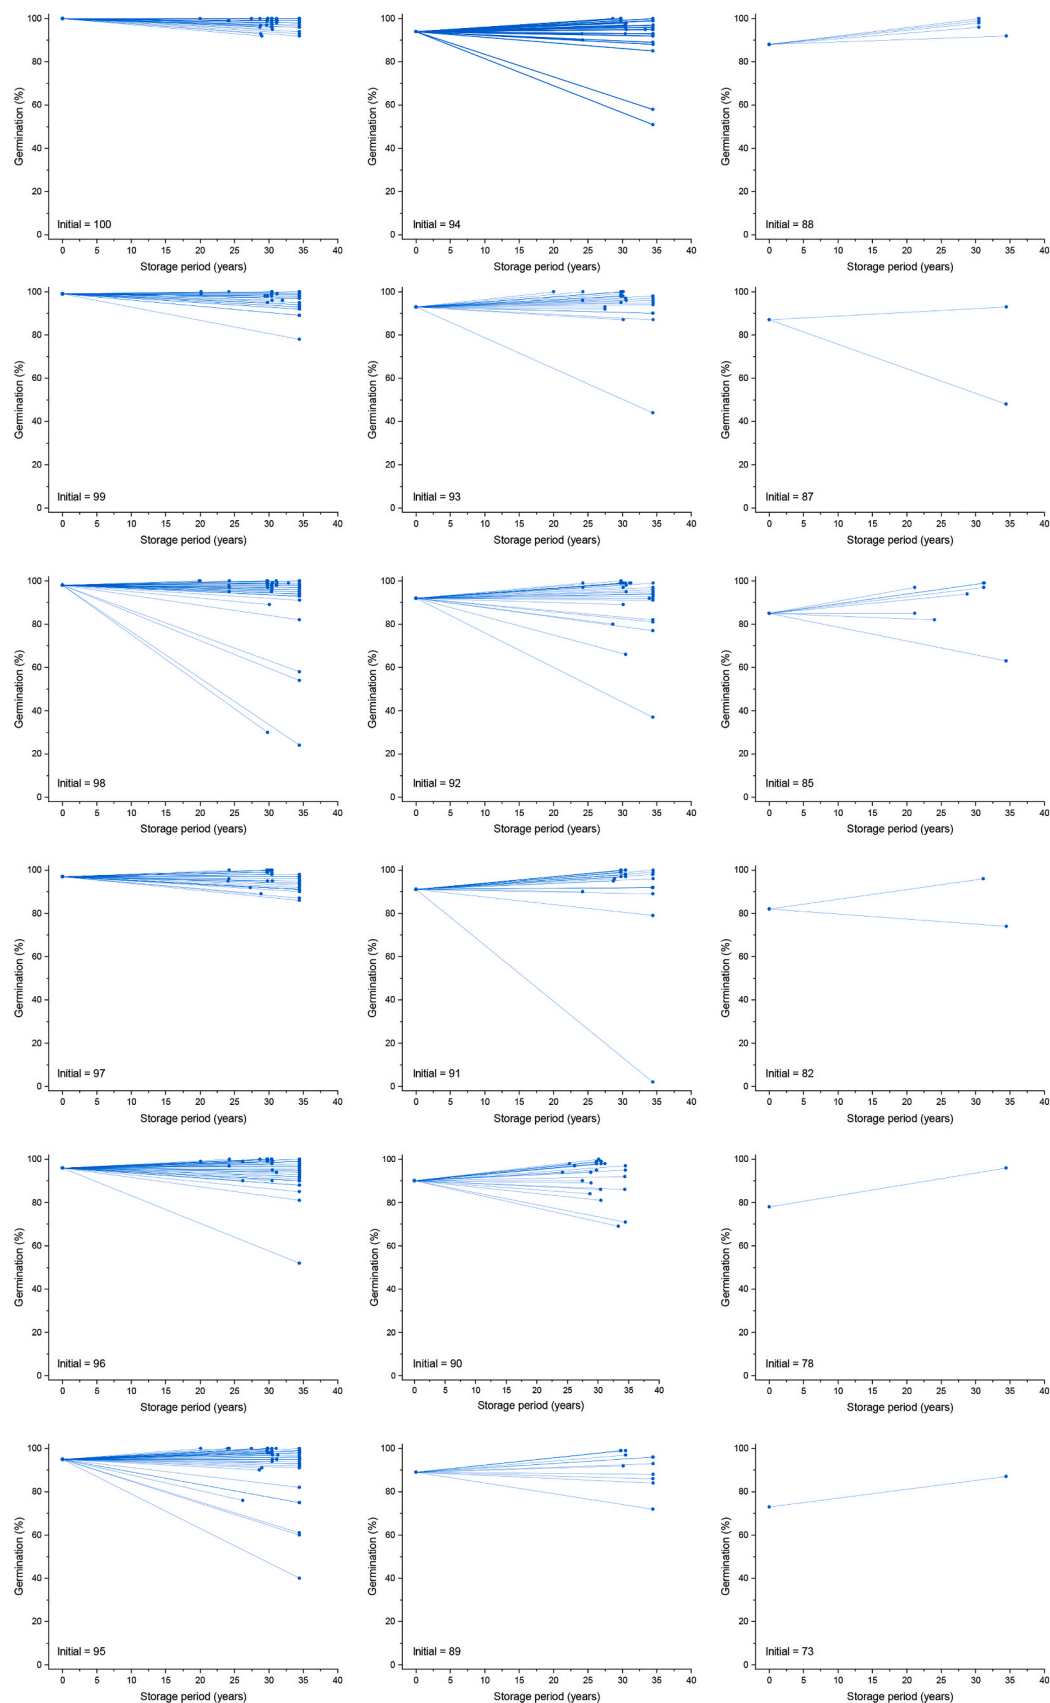 Germination (%)
100
80
60
40
20
0
Initial = 100
0 5 10 15 20 25 30 35 40
Storage period (years)
Germination (%)
100
80
60
40
20
0
Initial = 94
0 5 10 15 20 25 30 35 40
Storage period (years)
Germination (%)
100
80
60
40
20
0
Initial = 88
0 5 10 15 20 25 30 35 40
Storage period (years)
Germination (%)
100
80
60
40
20
0
Initial = 99
0 5 10 15 20 25 30 35 40
Storage period (years)
Germination (%)
100
80
60
40
20
0
Initial = 93
0 5 10 15 20 25 30 35 40
Storage period (years)
Germination (%)
100
80
60
40
20
0
Initial = 87
0 5 10 15 20 25 30 35 40
Storage period (years)
Germination (%)
100
80
60
40
20
0
Initial = 98
0 5 10 15 20 25 30 35 40
Storage period (years)
Germination (%)
100
80
60
40
20
0
Initial = 92
0 5 10 15 20 25 30 35 40
Storage period (years)
Germination (%)
100
80
60
40
20
0
Initial = 85
0 5 10 15 20 25 30 35 40
Storage period (years)
Germination (%)
100
80
60
40
20
0
Initial = 97
0 5 10 15 20 25 30 35 40
Storage period (years)
Germination (%)
100
80
60
40
20
0
Initial = 91
0 5 10 15 20 25 30 35 40
Storage period (years)
Germination (%)
100
80
60
40
20
0
Initial = 82
0 5 10 15 20 25 30 35 40
Storage period (years)
Germination (%)
100
80
60
40
20
0
Initial = 96
0 5 10 15 20 25 30 35 40
Storage period (years)
Germination (%)
100
80
60
40
20
0
Initial = 90
0 5 10 15 20 25 30 35 40
Storage period (years)
Germination (%)
100
80
60
40
20
0
Initial = 78
0 5 10 15 20 25 30 35 40
Storage period (years)
Germination (%)
100
80
60
40
20
0
Initial = 95
0 5 10 15 20 25 30 35 40
Storage period (years)
Germination (%)
100
80
60
40
20
0
Initial = 89
0 5 10 15 20 25 30 35 40
Storage period (years)
Germination (%)
100
80
60
40
20
0
Initial = 73
0 5 10 15 20 25 30 35 40
Storage period (years)